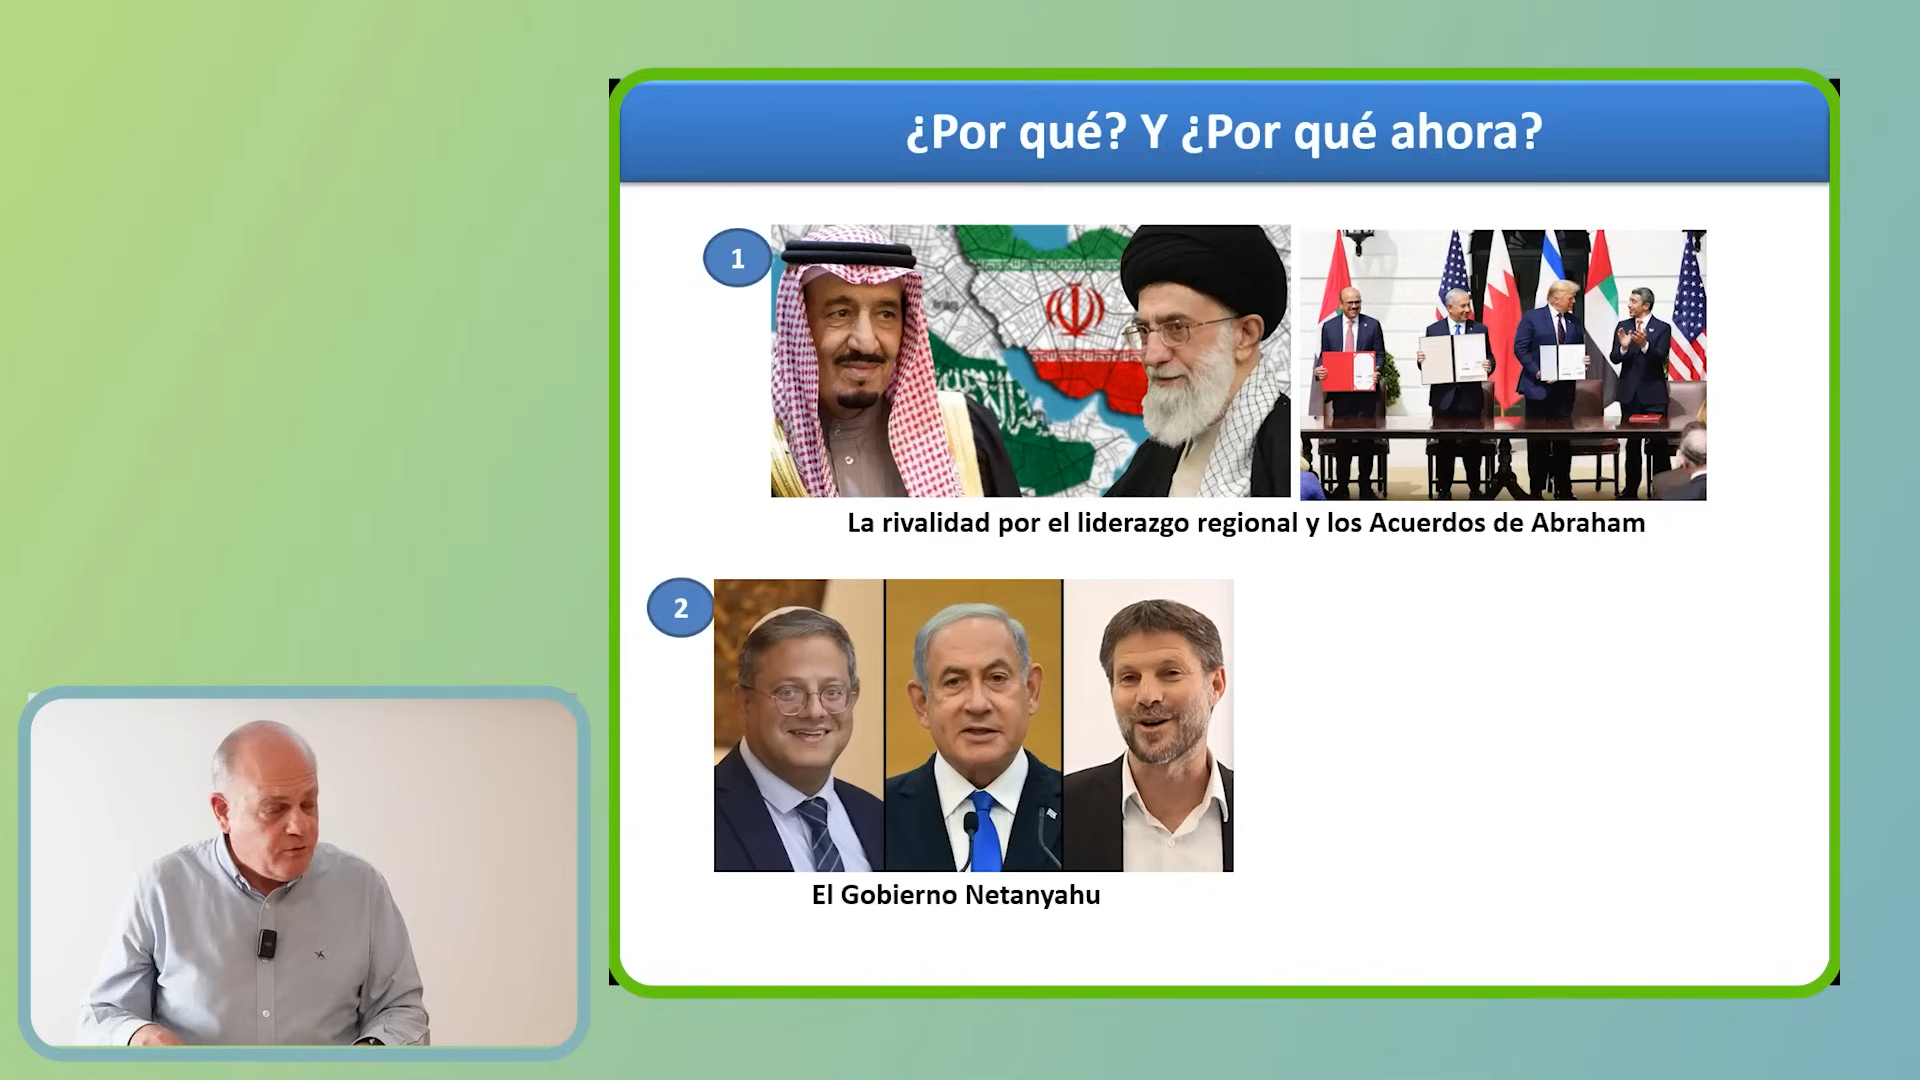 ¿Por qué? Y ¿Por qué ahora?
1
La rivalidad por el liderazgo regional y los Acuerdos de Abraham
2
El Gobierno Netanyahu